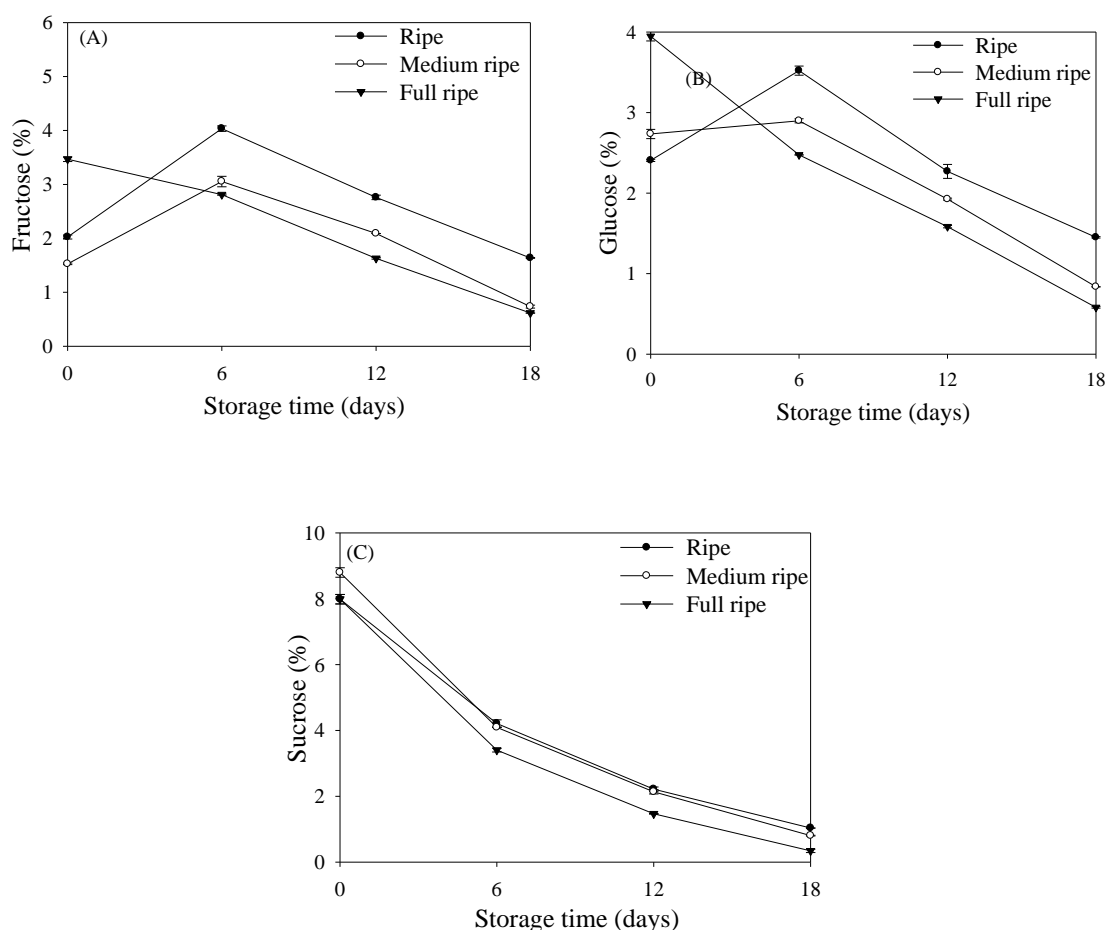 (A)
Ripe
Medium ripe
Full ripe
6
5
4
3
2
1
0
Fructose (%)
0 6 12 18
Storage time (days)
(B)
Ripe
Medium ripe
Full ripe
4
3
2
1
0
Glucose (%)
0 6 12 18
Storage time (days)
(C)
Ripe
Medium ripe
Full ripe
10
8
6
4
2
0
Sucrose (%)
0 6 12 18
Storage time (days)